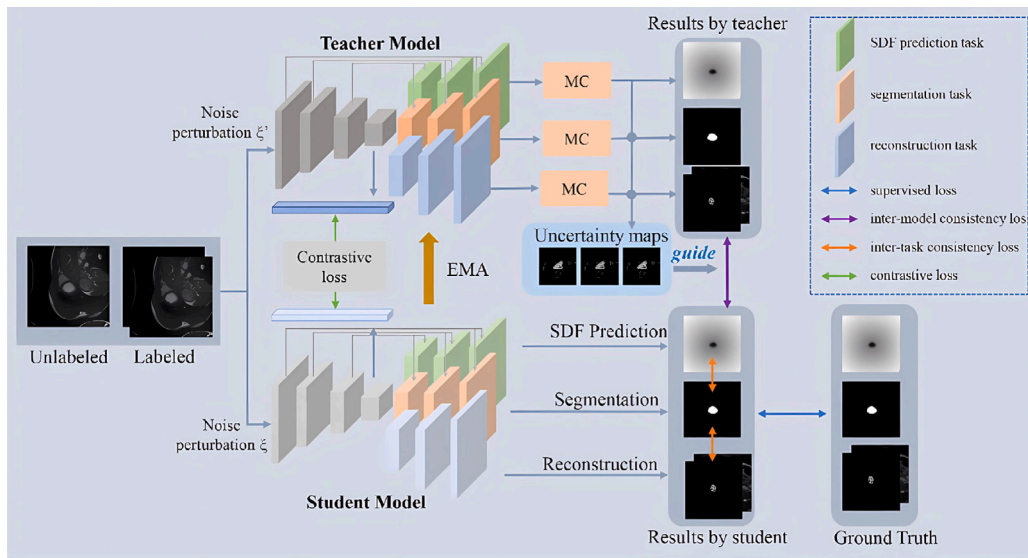 Teacher Model
Results by teacher
SDF prediction task
segmentation task
reconstruction task
supervised loss
inter-model consistency loss
inter-task consistency loss
contrastive loss
Noise
perturbation ξ'
MC
MC
MC
Uncertainty maps
guide
Contrastive
loss
EMA
Unlabeled
Labeled
SDF Prediction
Segmentation
Reconstruction
Noise
perturbation ξ
Student Model
Results by student
Ground Truth